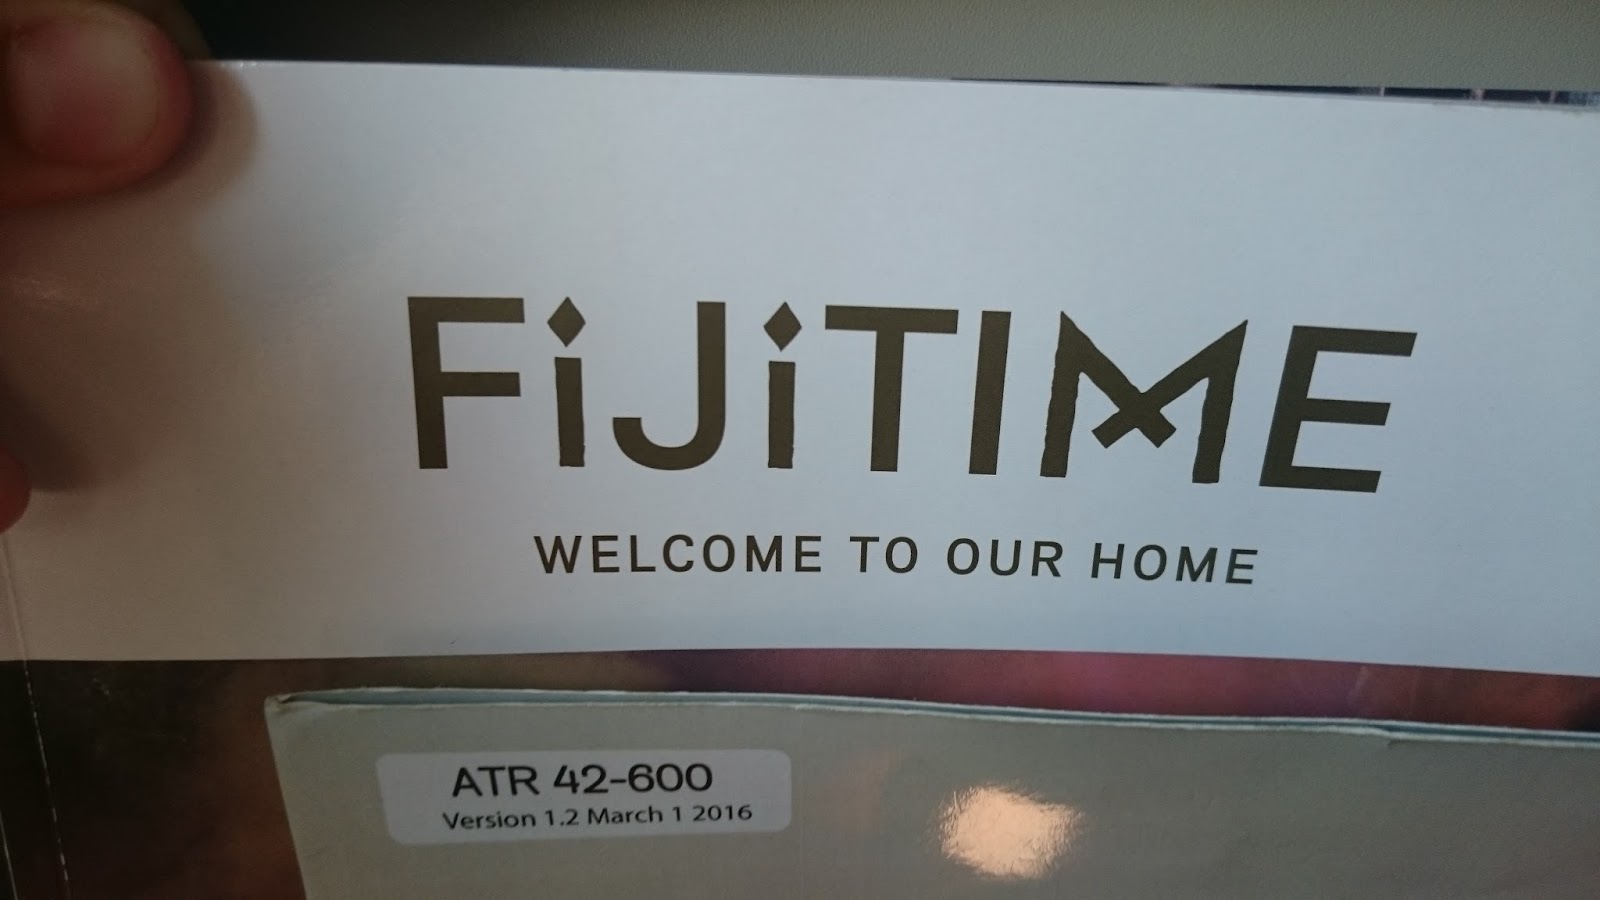 FiJiTIME
WELCOME TO OUR HOME
ATR 42-600
Version 1.2 March 1 2016